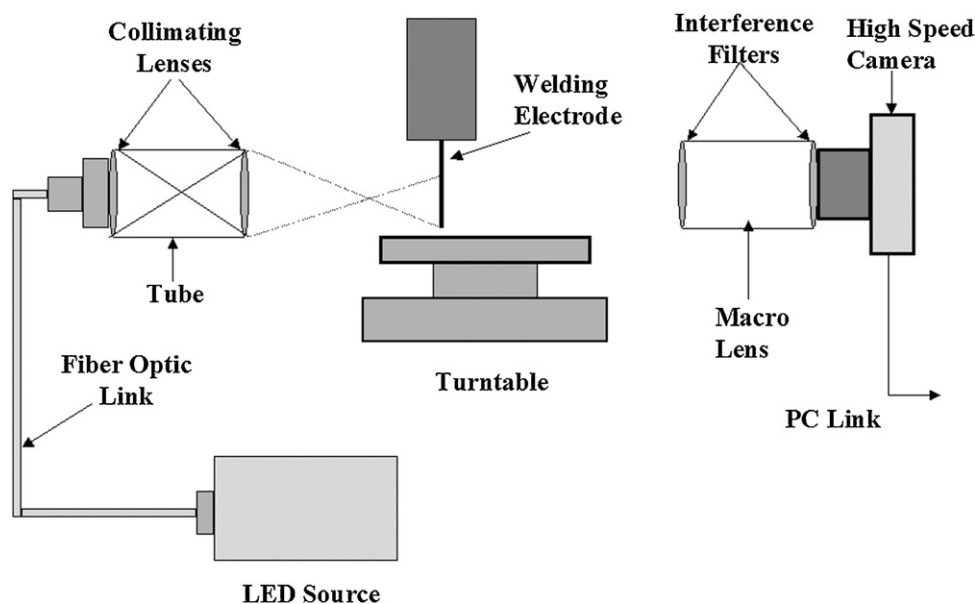 Collimating
Lenses
Welding
Electrode
Interference
Filters
High Speed
Camera
Tube
Macro
Lens
Turntable
Fiber Optic
Link
PC Link
LED Source